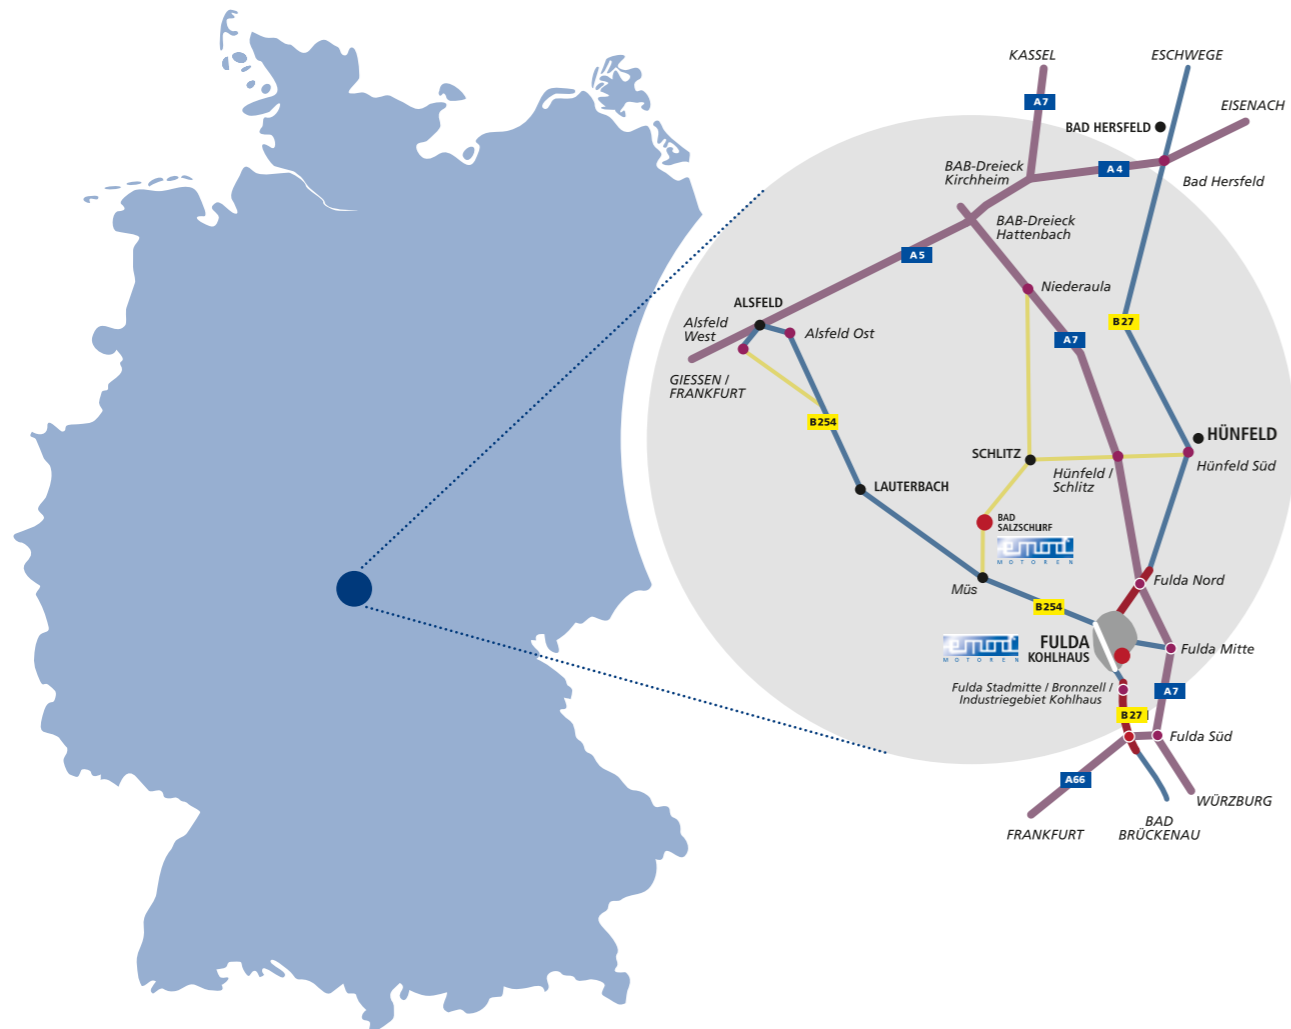 KASSEL
ESCHWEGE
A7
EISENACH
BAD HERSFELD
BAB-Dreieck
Kirchheim
A4
Bad Hersfeld
BAB-Dreieck
Hattenbach
A5
Niederaula
ALSFELD
Alsfeld
West
Alsfeld Ost
B27
A7
GIESSEN /
FRANKFURT
B254
HÜNFELD
SCHLITZ
Hünfeld /
Schlitz
Hünfeld Süd
LAUTERBACH
BAD
SALZSCHLIRF
emod
MOTOREN
Müs
Fulda Nord
B254
emod
MOTOREN
FULDA
KOHLHAUS
Fulda Mitte
Fulda Stadmitte / Bronnzell /
Industriegebiet Kohlhaus
A7
B27
Fulda Süd
A66
WÜRZBURG
FRANKFURT
BAD
BRÜCKENAU